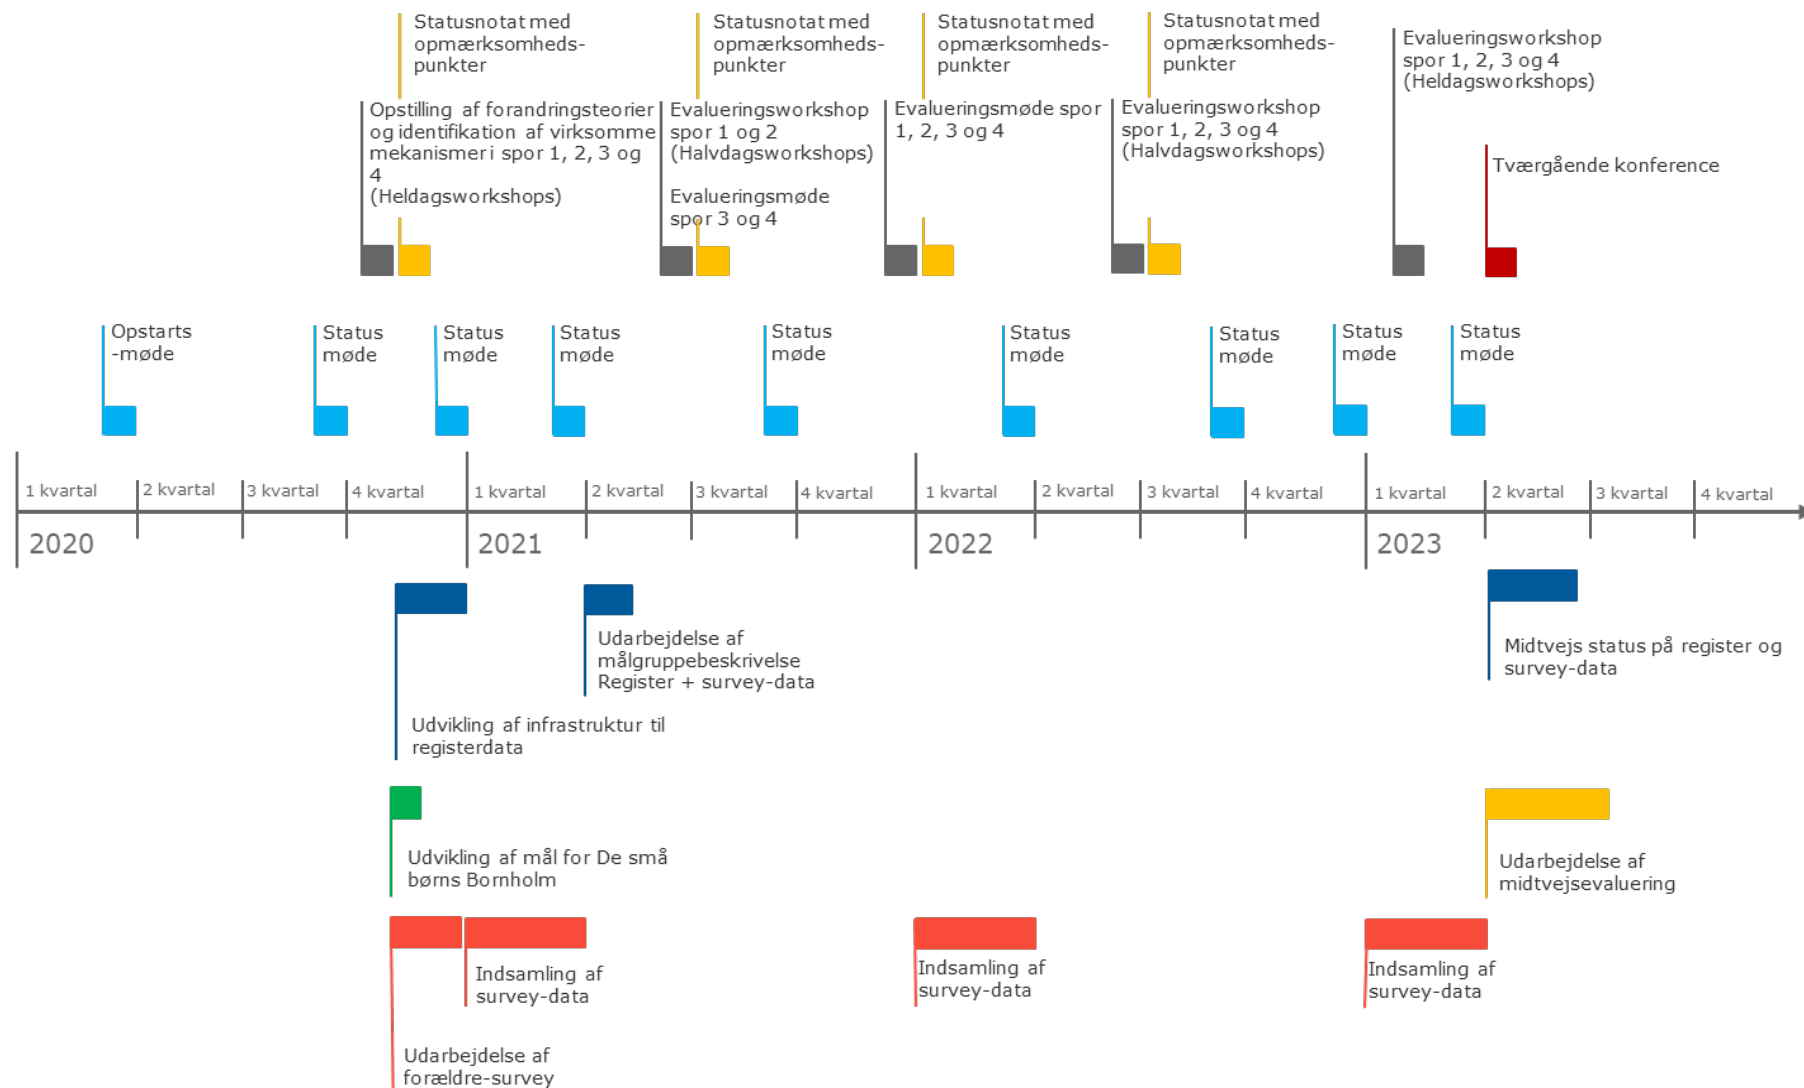 Statusnotat med
opmærksomheds-
punkter
Statusnotat med
opmærksomheds-
punkter
Statusnotat med
opmærksomheds-
punkter
Statusnotat med
opmærksomheds-
punkter
Evalueringsworkshop
spor 1, 2, 3 og 4
(Heldagsworkshops)
Opstilling af forandringsteorier
og identifikation af virksomme
mekanismer i spor 1, 2, 3 og
4
(Heldagsworkshops)
Evalueringsworkshop
spor 1 og 2
(Halvdagsworkshops)
Evalueringsmøde
spor 3 og 4
Evalueringsmøde spor
1, 2, 3 og 4
Evalueringsworkshop
spor 1, 2, 3 og 4
(Halvdagsworkshops)
Tværgående konference
Opstarts
-møde
Status
møde
Status
møde
Status
møde
Status
møde
Status
møde
Status
møde
Status
møde
Status
møde
1 kvartal
2 kvartal
3 kvartal
4 kvartal
1 kvartal
2 kvartal
3 kvartal
4 kvartal
1 kvartal
2 kvartal
3 kvartal
4 kvartal
1 kvartal
2 kvartal
3 kvartal
4 kvartal
2020
2021
2022
2023
Udarbejdelse af
målgruppebeskrivelse
Register + survey-data
Midtvejs status på register og
survey-data
Udvikling af infrastruktur til
registerdata
Udvikling af mål for De små
børns Bornholm
Udarbejdelse af
midtvejsevaluering
Indsamling af
survey-data
Indsamling af
survey-data
Indsamling af
survey-data
Udarbejdelse af
forældre-survey